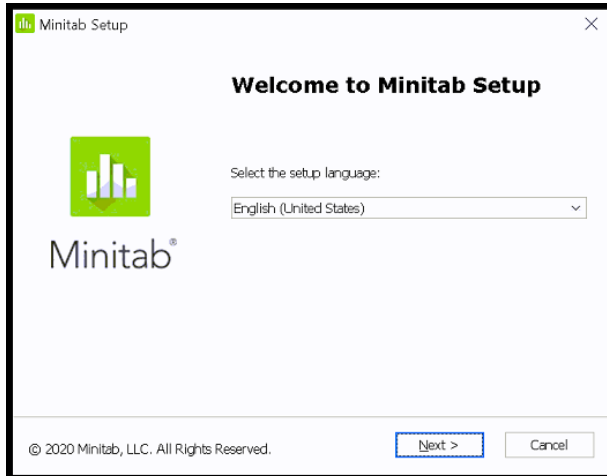 Minitab Setup
Welcome to Minitab Setup
Select the setup language:
English (United States)
Minitab®
© 2020 Minitab, LLC. All Rights Reserved.
Next >
Cancel